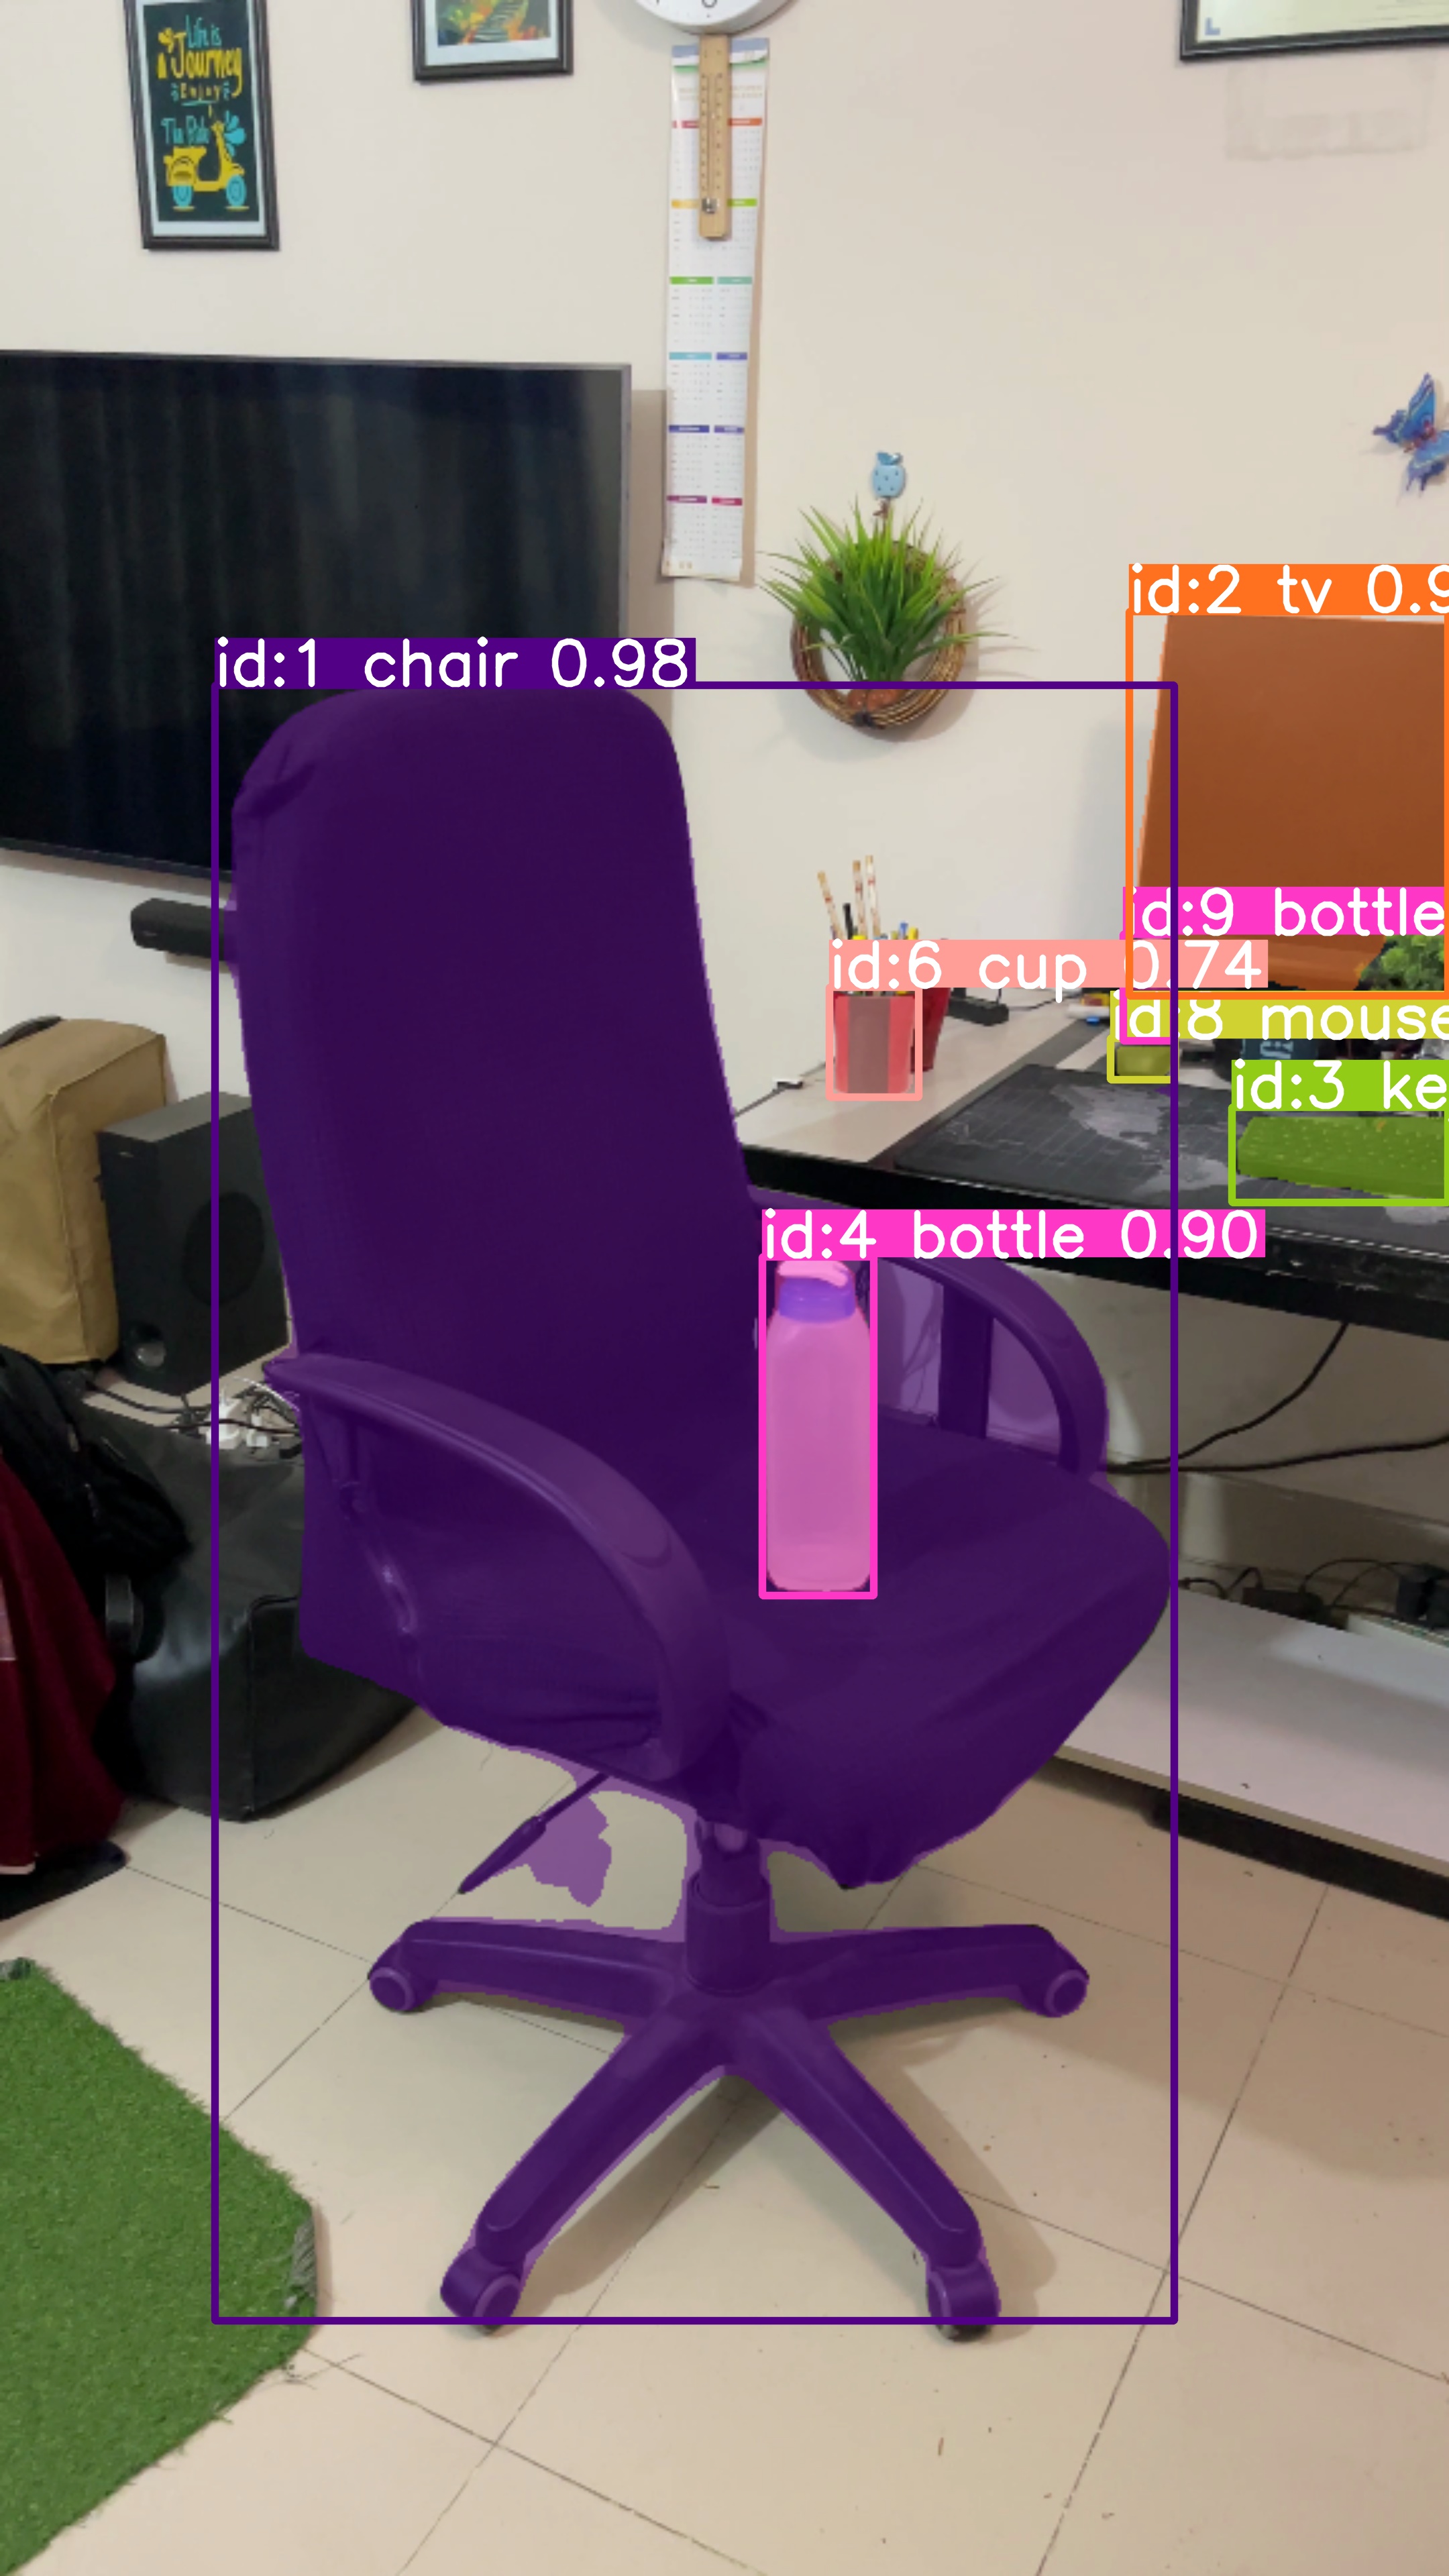 Life is
Journey
Enjoy
The Ride
L
id:2 tv 0.9
id:1 chair 0.98
id:9 bottle
id:6 cup 0.74
id:8 mouse
id:3 ke
id:4 bottle 0.90